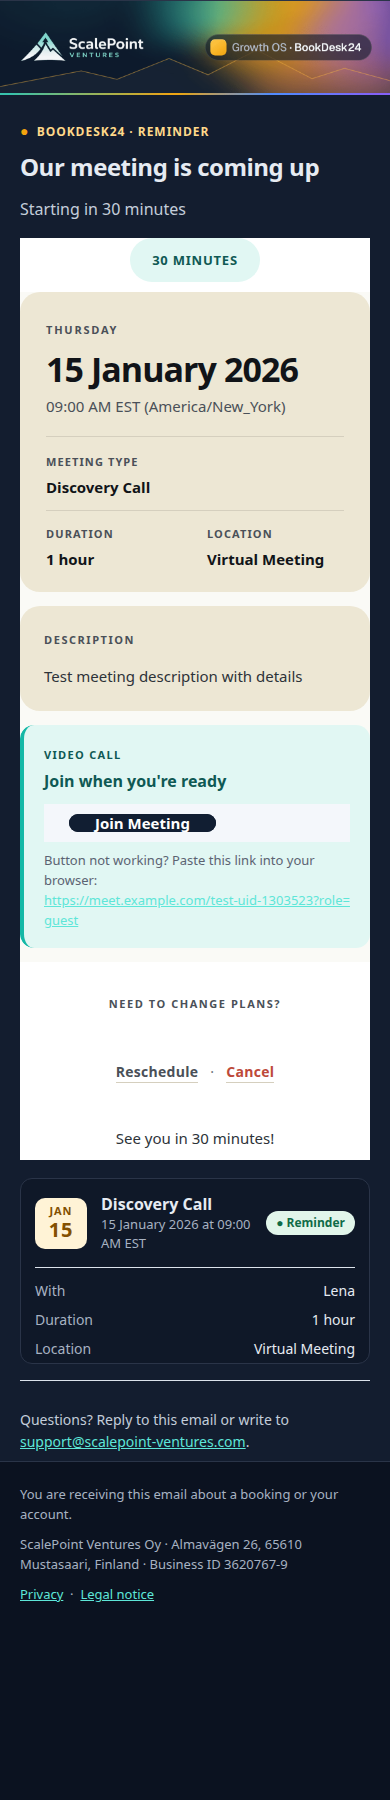 ScalePoint
VENTURES
Growth OS · BookDesk24
● BOOKDESK24 · REMINDER
Our meeting is coming up
Starting in 30 minutes
30 MINUTES
THURSDAY
15 January 2026
09:00 AM EST (America/New_York)
MEETING TYPE
Discovery Call
DURATION LOCATION
1 hour Virtual Meeting
DESCRIPTION
Test meeting description with details
VIDEO CALL
Join when you're ready
Join Meeting
Button not working? Paste this link into your
browser:
https://meet.example.com/test-uid-1303523?role=
guest
NEED TO CHANGE PLANS?
Reschedule · Cancel
See you in 30 minutes!
JAN
15
Discovery Call
15 January 2026 at 09:00
AM EST
● Reminder
With Lena
Duration 1 hour
Location Virtual Meeting
Questions? Reply to this email or write to
support@scalepoint-ventures.com.
You are receiving this email about a booking or your
account.
ScalePoint Ventures Oy · Almavägen 26, 65610
Mustasaari, Finland · Business ID 3620767-9
Privacy · Legal notice